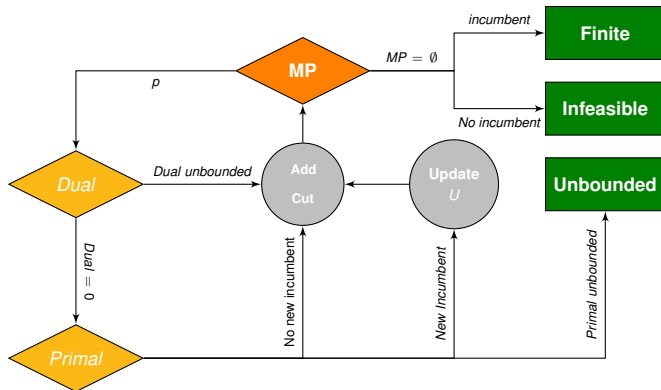 incumbent
Finite
MP
MP = ∅
p
Infeasible
No incumbent
Dual
Dual unbounded
Add
Cut
Update
U
Unbounded
Dual = 0
No new incumbent
New Incumbent
Primal unbounded
Primal